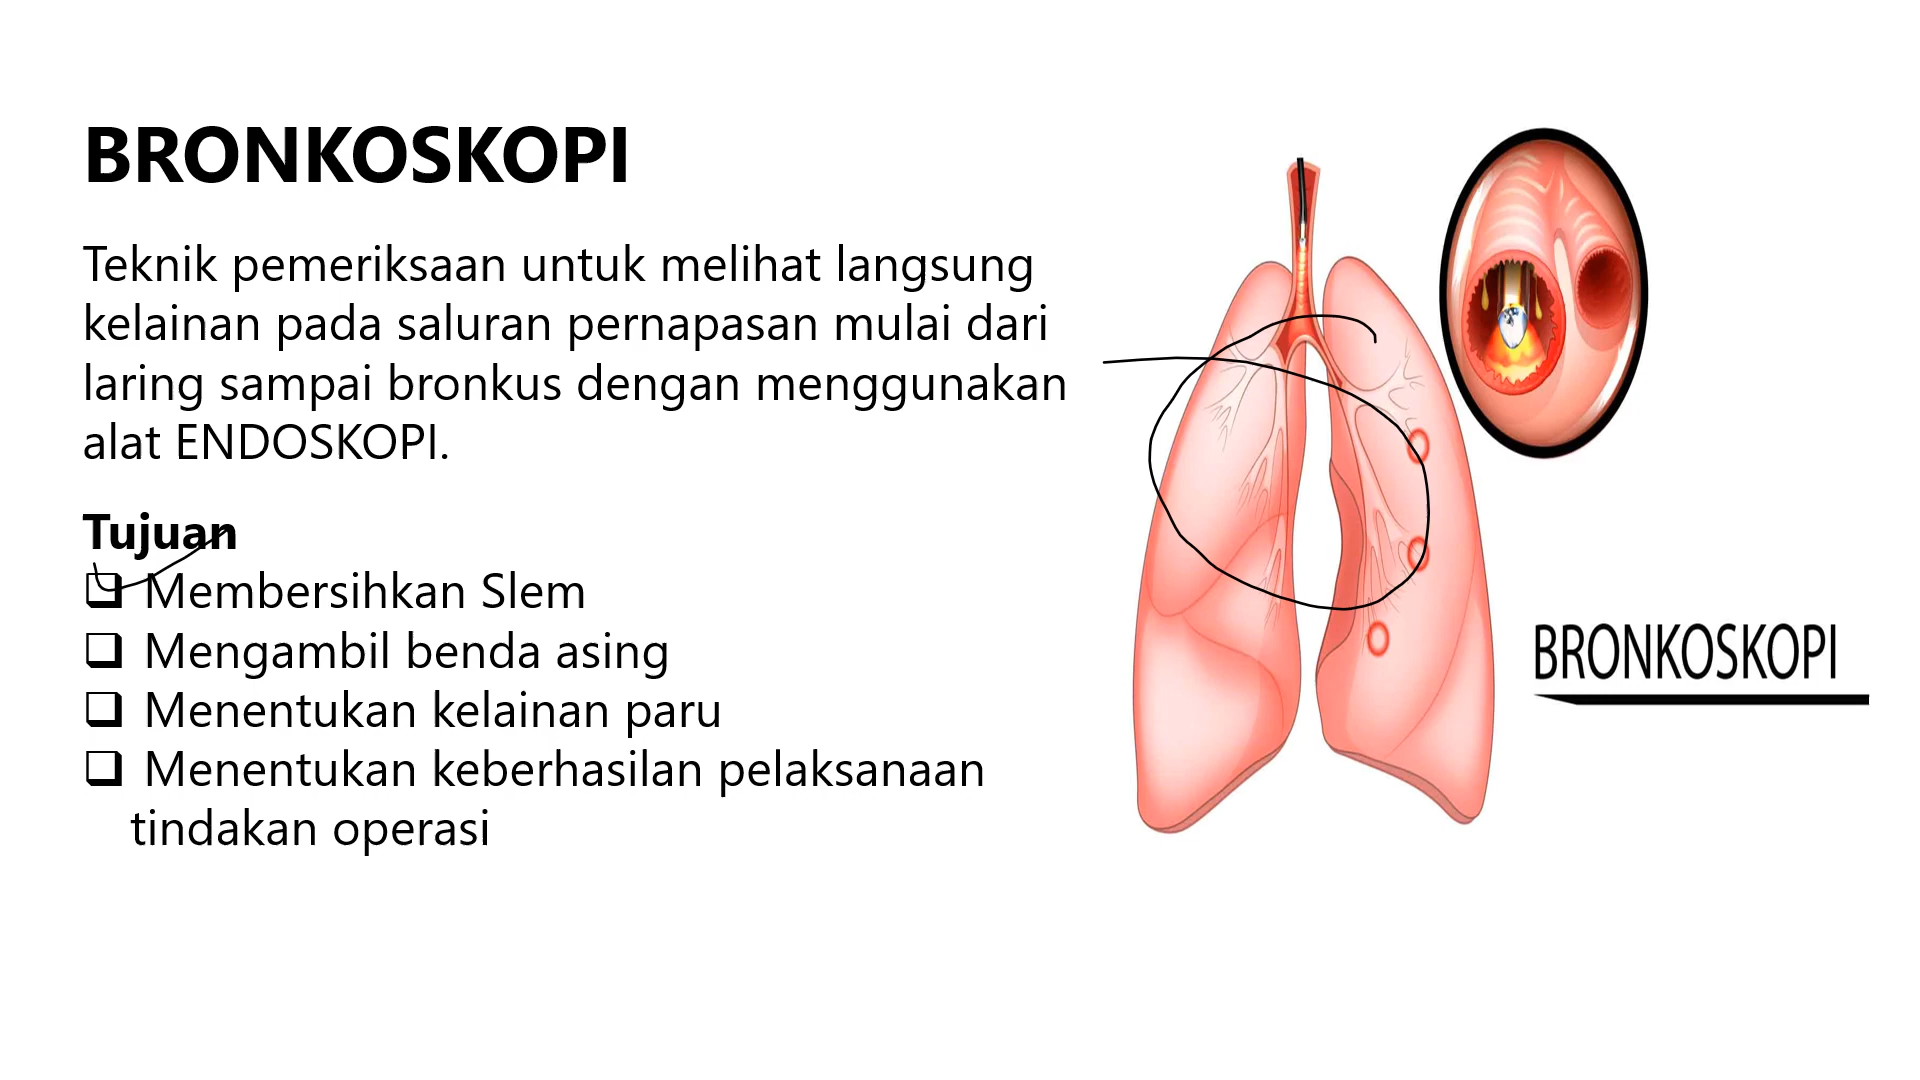 BRONKOSKOPI
Teknik pemeriksaan untuk melihat langsung
kelainan pada saluran pernapasan mulai dari
laring sampai bronkus dengan menggunakan
alat ENDOSKOPI.
Tujuan
❑ Membersihkan Slem
❑ Mengambil benda asing
❑ Menentukan kelainan paru
❑ Menentukan keberhasilan pelaksanaan
tindakan operasi
BRONKOSKOPI